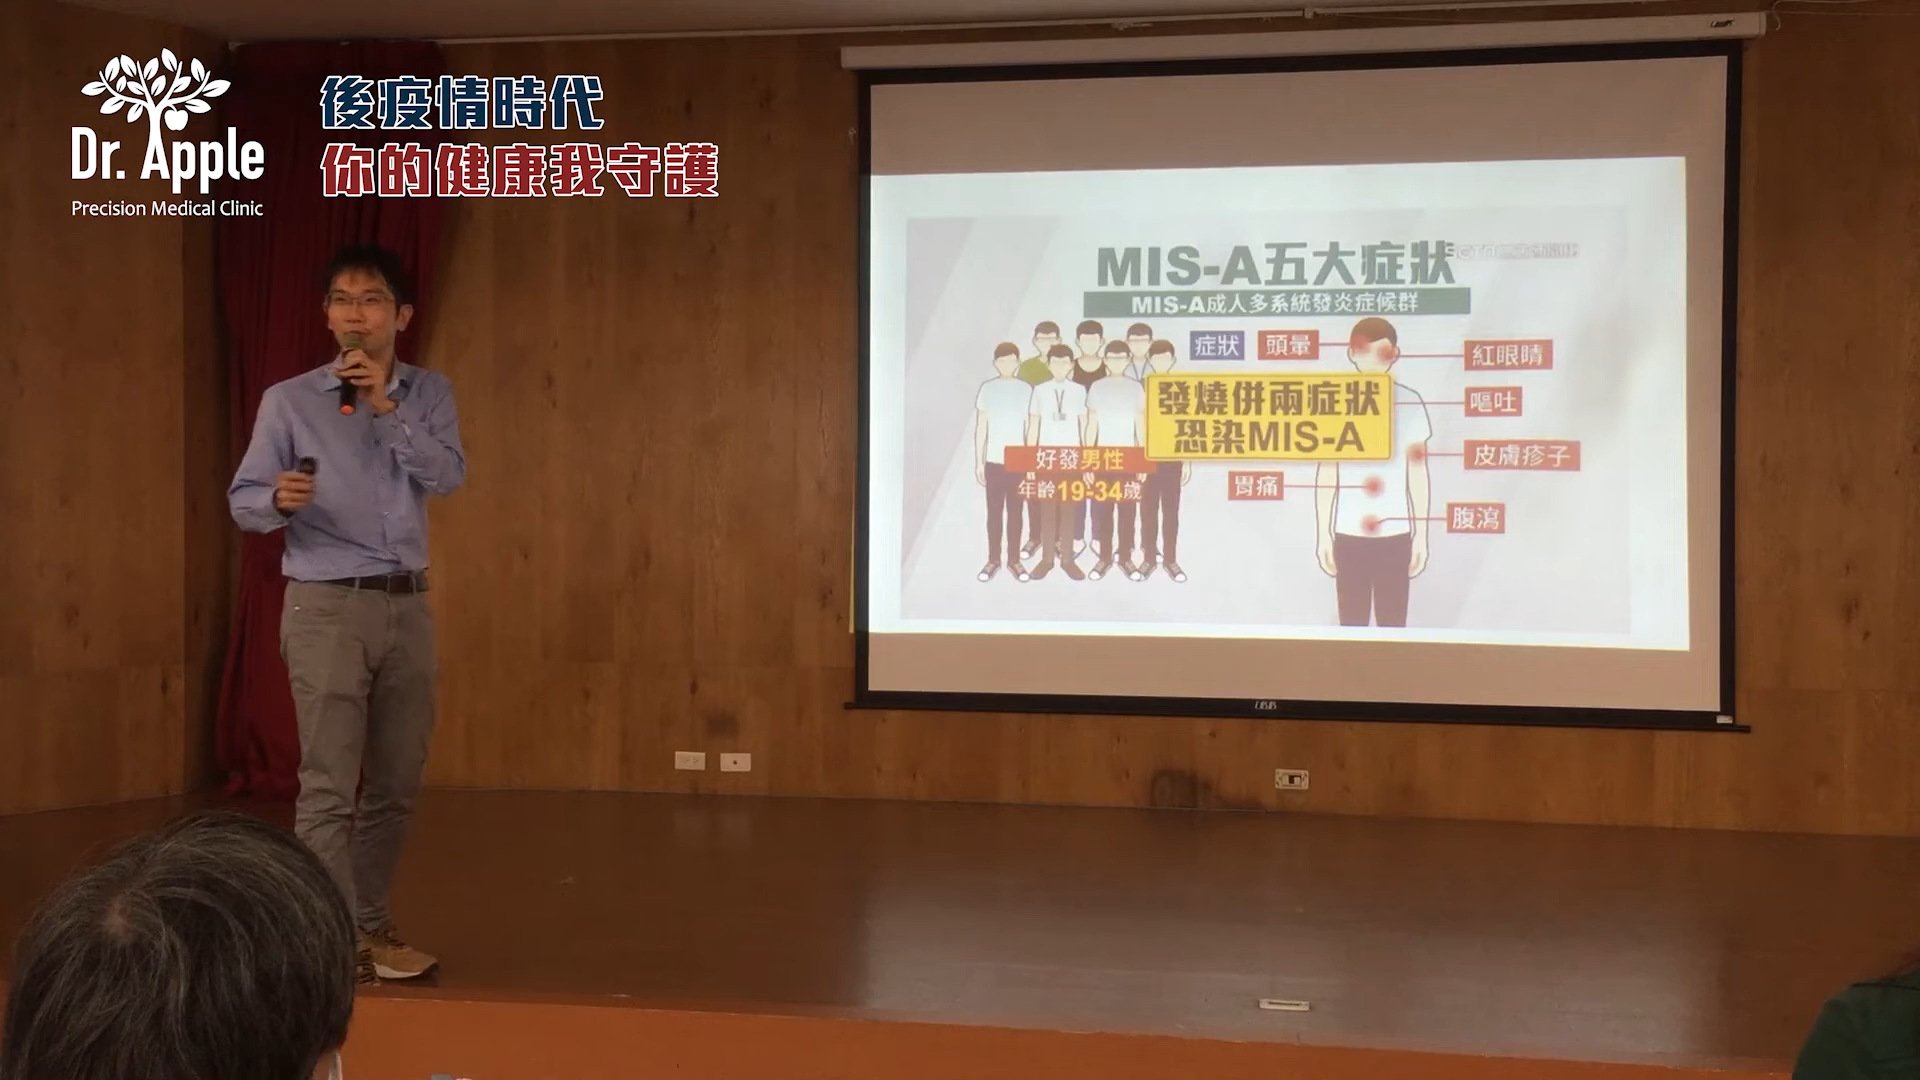 Dr. Apple
Precision Medical Clinic
後疫情時代
你的健康我守護
MIS-A五大症狀
MIS-A成人多系統發炎症候群
症狀
頭暈
紅眼睛
發燒併兩症狀
恐染MIS-A
嘔吐
好發男性
年齡19-34歲
皮膚疹子
胃痛
腹瀉